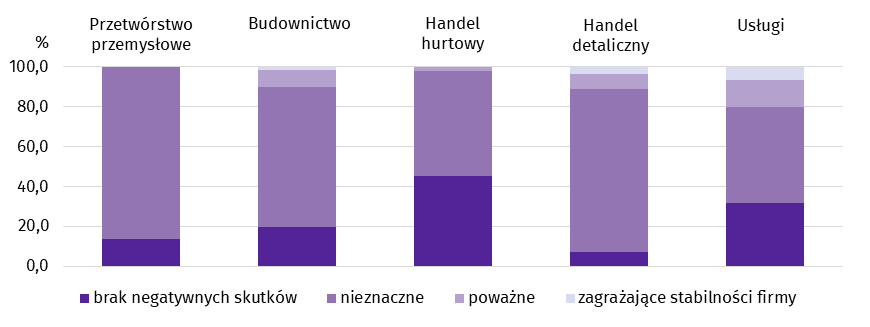 Przetwórstwo
przemysłowe
Budownictwo
Handel
hurtowy
Handel
detaliczny
Usługi
%
100,0
80,0
60,0
40,0
20,0
0,0
brak negatywnych skutków
nieznaczne
poważne
zagrażające stabilności firmy